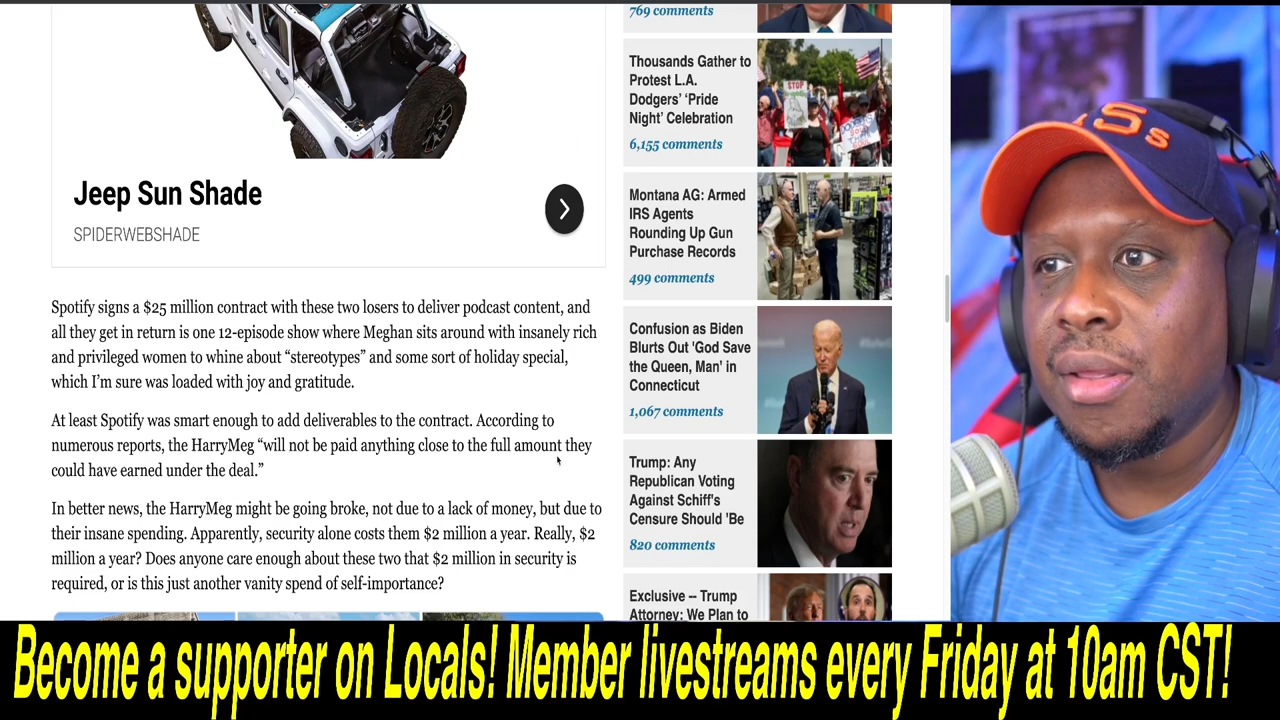 Jeep Sun Shade
SPIDERWEBSHADE
Spotify signs a $25 million contract with these two losers to deliver podcast content, and
all they get in return is one 12-episode show where Meghan sits around with insanely rich
and privileged women to whine about “stereotypes” and some sort of holiday special,
which I’m sure was loaded with joy and gratitude.
At least Spotify was smart enough to add deliverables to the contract. According to
numerous reports, the HarryMeg “will not be paid anything close to the full amount they
could have earned under the deal.”
In better news, the HarryMeg might be going broke, not due to a lack of money, but due to
their insane spending. Apparently, security alone costs them $2 million a year. Really, $2
million a year? Does anyone care enough about these two that $2 million in security is
required, or is this just another vanity spend of self-importance?
769 comments
Thousands Gather to
Protest L.A.
Dodgers’ ‘Pride
Night’ Celebration
6,155 comments
STOP
Montana AG: Armed
IRS Agents
Rounding Up Gun
Purchase Records
499 comments
Confusion as Biden
Blurts Out 'God Save
the Queen, Man' in
Connecticut
1,067 comments
Trump: Any
Republican Voting
Against Schiff's
Censure Should 'Be
820 comments
Exclusive -- Trump
Attorney: We Plan to
Become a supporter on Locals! Member livestreams every Friday at 10am CST!